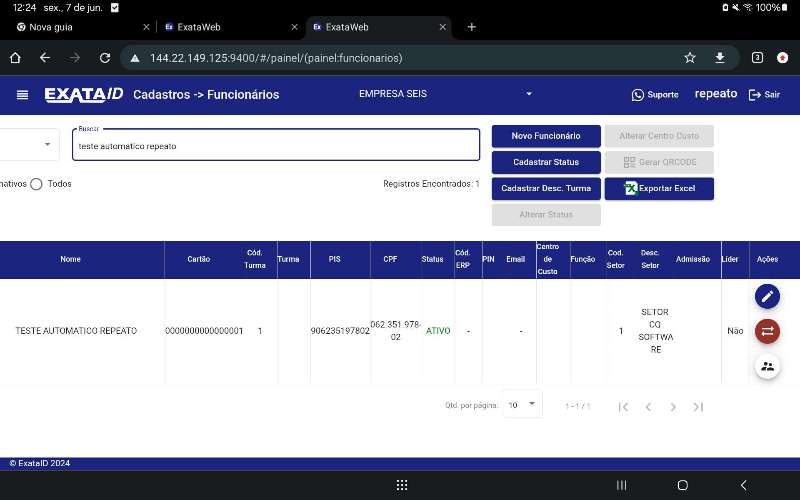 12:24 sex., 7 de jun.
100%
Nova guia
ExataWeb
ExataWeb
144.22.149.125:9400/#/painel/(painel:funcionarios)
3
EXATAID
Cadastros -> Funcionários
EMPRESA SEIS
Suporte
repeato
Sair
Buscar
teste automatico repeato
nativos
Todos
Registros Encontrados: 1
Novo Funcionário
Alterar Centro Custo
Cadastrar Status
Gerar QRCODE
Cadastrar Desc. Turma
Exportar Excel
Alterar Status
Nome
Cartão
Cód.
Turma
Turma
PIS
CPF
Status
Cód.
ERP
PIN
Email
Centro
de
Custo
Função
Cod.
Setor
Desc.
Setor
Admissão
Líder
Ações
TESTE AUTOMATICO REPEATO
0000000000000001
1
906235197802
062.351.978-
02
ATIVO
-
-
1
SETOR
CQ
SOFTWA
RE
Não
Qtd. por página:
10
1 - 1 / 1
© ExataID 2024